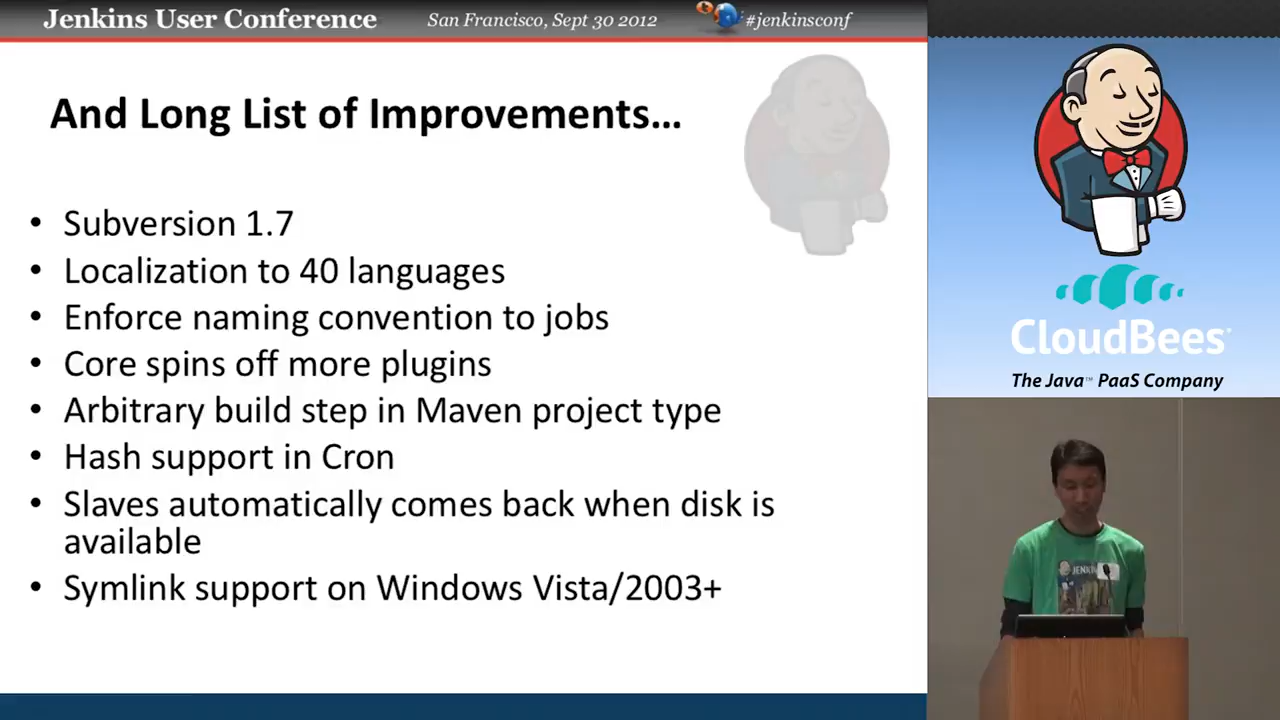 Jenkins User Conference San Francisco, Sept 30 2012 #jenkinsconf
And Long List of Improvements...
• Subversion 1.7
• Localization to 40 languages
• Enforce naming convention to jobs
• Core spins off more plugins
• Arbitrary build step in Maven project type
• Hash support in Cron
• Slaves automatically comes back when disk is
available
• Symlink support on Windows Vista/2003+
CloudBees
The Java™ PaaS Company
JENKINS